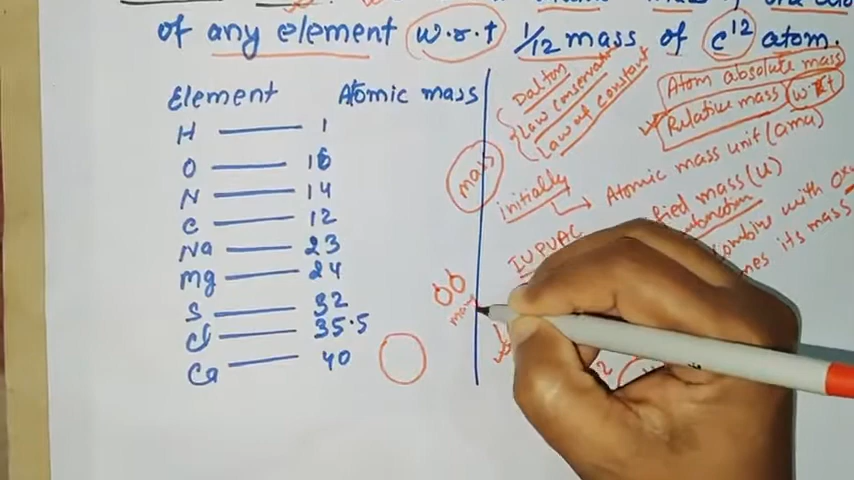 of any element w.r.t 1/12 mass of C12 atom.
Element Atomic mass
H 1
O 16
N 14
C 12
Na 23
Mg 24
S 32
Cl 35.5
Ca 40
Dalton
Law conservation
Law of constant
Atom absolute mass
Relative mass w.r.t
mass
initially
Atomic mass unit (amu)
IUPUAC
fied mass (u)
combine with
mes its mass